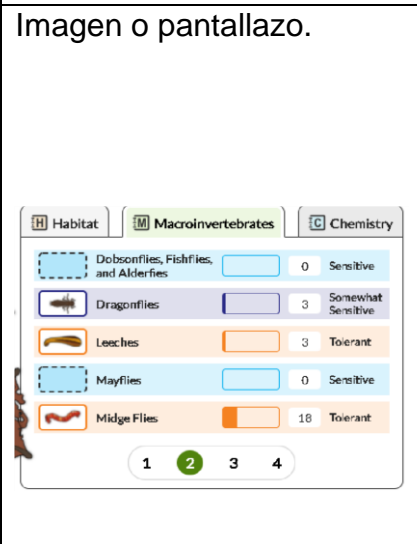 Imagen o pantallazo.
H Habitat M Macroinvertebrates C Chemistry
Dobsonflies, Fishflies,
and Alderfies 0 Sensitive
Dragonflies 3 Somewhat
Sensitive
Leeches 3 Tolerant
Mayflies 0 Sensitive
Midge Flies 18 Tolerant
1 2 3 4